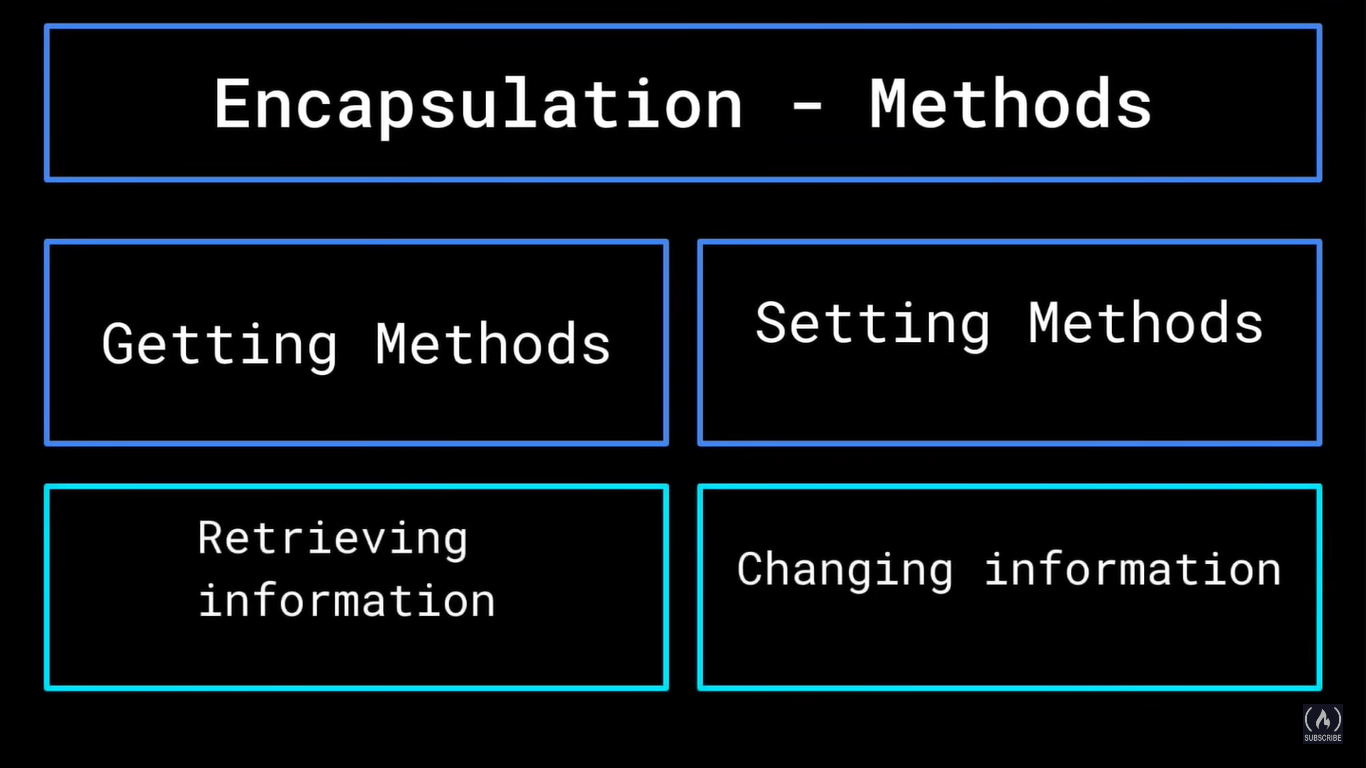 Encapsulation - Methods
Getting Methods
Setting Methods
Retrieving
information
Changing information
SUBSCRIBE